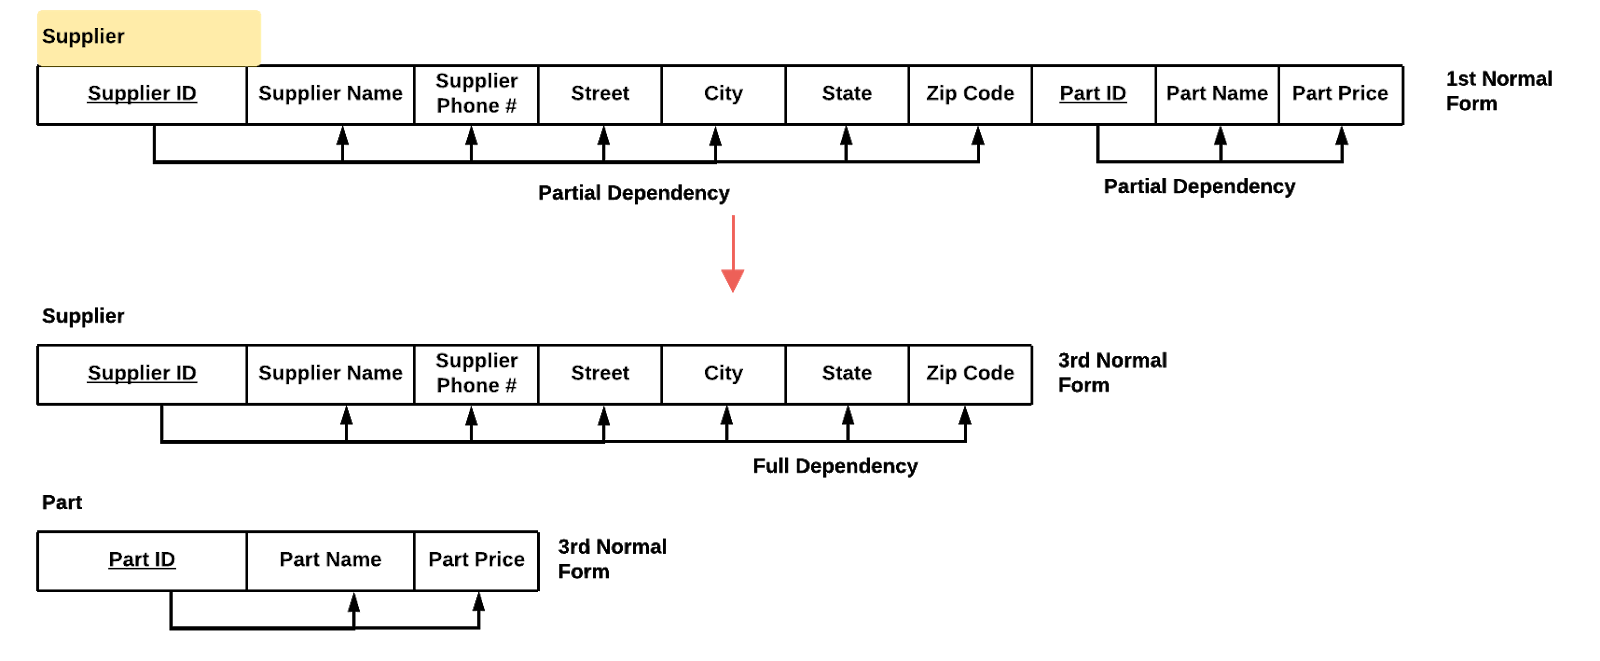 Supplier
Supplier ID
Supplier Name
Supplier
Phone #
Street
City
State
Zip Code
Part ID
Part Name
Part Price
1st Normal
Form
Partial Dependency
Partial Dependency
Supplier
Supplier ID
Supplier Name
Supplier
Phone #
Street
City
State
Zip Code
3rd Normal
Form
Full Dependency
Part
Part ID
Part Name
Part Price
3rd Normal
Form